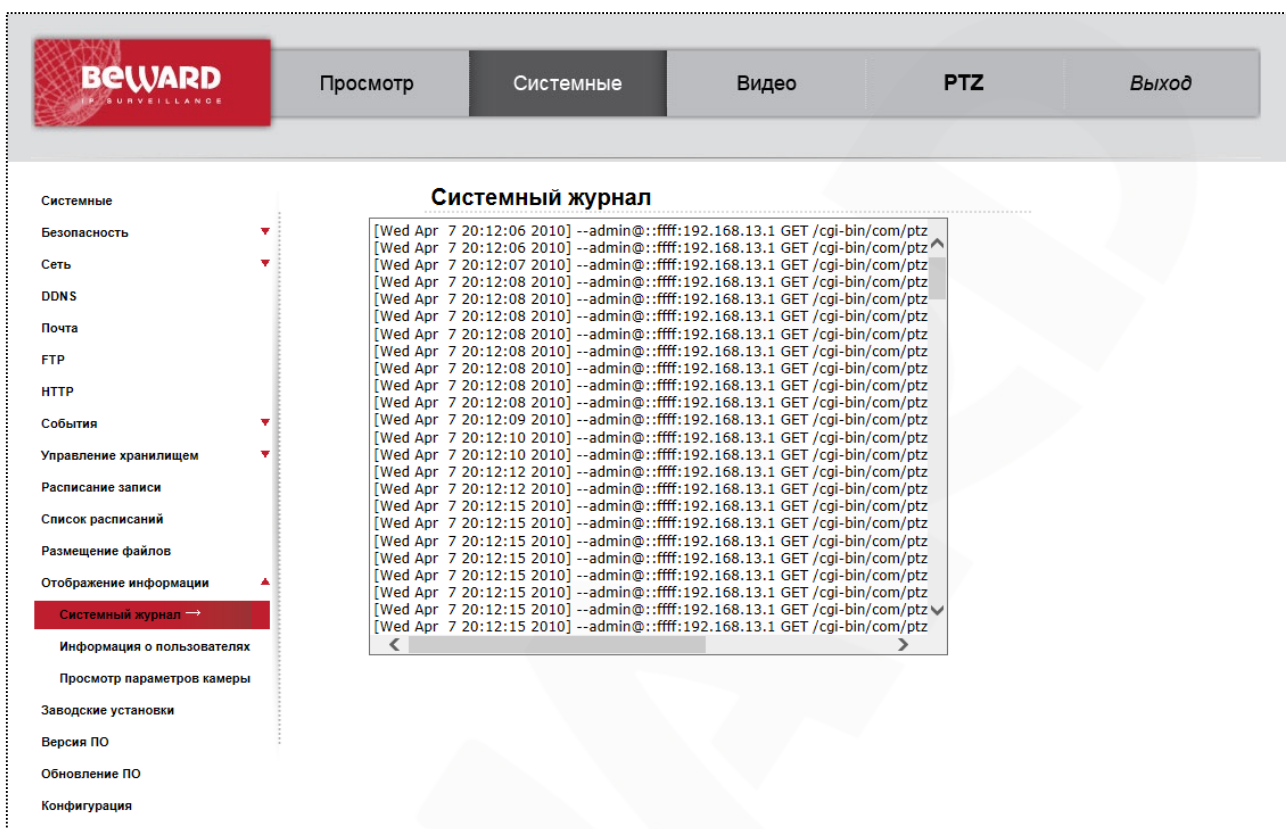 BEWARD
IP SURVEILLANCE
Просмотр
Системные
Видео
PTZ
Выход
Системные
Безопасность
Сеть
DDNS
Почта
FTP
HTTP
События
Управление хранилищем
Расписание записи
Список расписаний
Размещение файлов
Отображение информации
Системный журнал →
Информация о пользователях
Просмотр параметров камеры
Заводские установки
Версия ПО
Обновление ПО
Конфигурация
Системный журнал
[Wed Apr 7 20:12:06 2010] --admin@::ffff:192.168.13.1 GET /cgi-bin/com/ptz
[Wed Apr 7 20:12:06 2010] --admin@::ffff:192.168.13.1 GET /cgi-bin/com/ptz
[Wed Apr 7 20:12:07 2010] --admin@::ffff:192.168.13.1 GET /cgi-bin/com/ptz
[Wed Apr 7 20:12:08 2010] --admin@::ffff:192.168.13.1 GET /cgi-bin/com/ptz
[Wed Apr 7 20:12:08 2010] --admin@::ffff:192.168.13.1 GET /cgi-bin/com/ptz
[Wed Apr 7 20:12:08 2010] --admin@::ffff:192.168.13.1 GET /cgi-bin/com/ptz
[Wed Apr 7 20:12:08 2010] --admin@::ffff:192.168.13.1 GET /cgi-bin/com/ptz
[Wed Apr 7 20:12:08 2010] --admin@::ffff:192.168.13.1 GET /cgi-bin/com/ptz
[Wed Apr 7 20:12:08 2010] --admin@::ffff:192.168.13.1 GET /cgi-bin/com/ptz
[Wed Apr 7 20:12:08 2010] --admin@::ffff:192.168.13.1 GET /cgi-bin/com/ptz
[Wed Apr 7 20:12:08 2010] --admin@::ffff:192.168.13.1 GET /cgi-bin/com/ptz
[Wed Apr 7 20:12:09 2010] --admin@::ffff:192.168.13.1 GET /cgi-bin/com/ptz
[Wed Apr 7 20:12:10 2010] --admin@::ffff:192.168.13.1 GET /cgi-bin/com/ptz
[Wed Apr 7 20:12:10 2010] --admin@::ffff:192.168.13.1 GET /cgi-bin/com/ptz
[Wed Apr 7 20:12:12 2010] --admin@::ffff:192.168.13.1 GET /cgi-bin/com/ptz
[Wed Apr 7 20:12:12 2010] --admin@::ffff:192.168.13.1 GET /cgi-bin/com/ptz
[Wed Apr 7 20:12:15 2010] --admin@::ffff:192.168.13.1 GET /cgi-bin/com/ptz
[Wed Apr 7 20:12:15 2010] --admin@::ffff:192.168.13.1 GET /cgi-bin/com/ptz
[Wed Apr 7 20:12:15 2010] --admin@::ffff:192.168.13.1 GET /cgi-bin/com/ptz
[Wed Apr 7 20:12:15 2010] --admin@::ffff:192.168.13.1 GET /cgi-bin/com/ptz
[Wed Apr 7 20:12:15 2010] --admin@::ffff:192.168.13.1 GET /cgi-bin/com/ptz
[Wed Apr 7 20:12:15 2010] --admin@::ffff:192.168.13.1 GET /cgi-bin/com/ptz
[Wed Apr 7 20:12:15 2010] --admin@::ffff:192.168.13.1 GET /cgi-bin/com/ptz
[Wed Apr 7 20:12:15 2010] --admin@::ffff:192.168.13.1 GET /cgi-bin/com/ptz